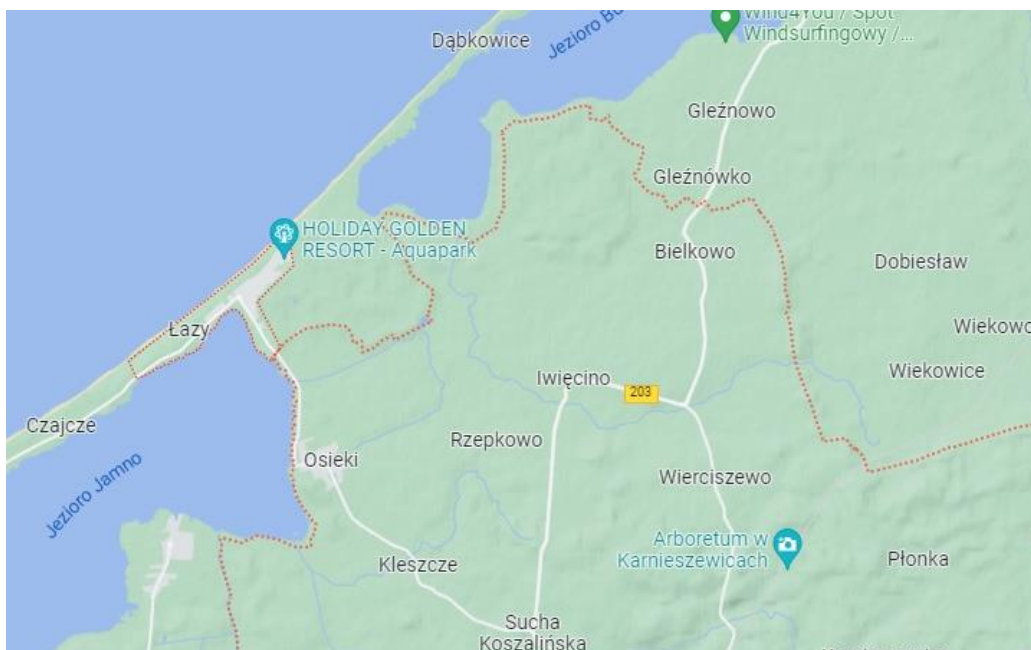 Wind4You / Spot
Windsurfingowy /...
Dąbkowice
Jezioro
Gleźnowo
Gleźnówko
HOLIDAY GOLDEN
RESORT - Aquapark
Bielkowo
Dobiesław
Łazy
Wiekowo
Wiekowice
Iwięcino
203
Czajcze
Rzepkowo
Osieki
Wierciszewo
Jezioro Jamno
Arboretum w
Karnieszewicach
Płonka
Kleszcze
Sucha
Koszalińska